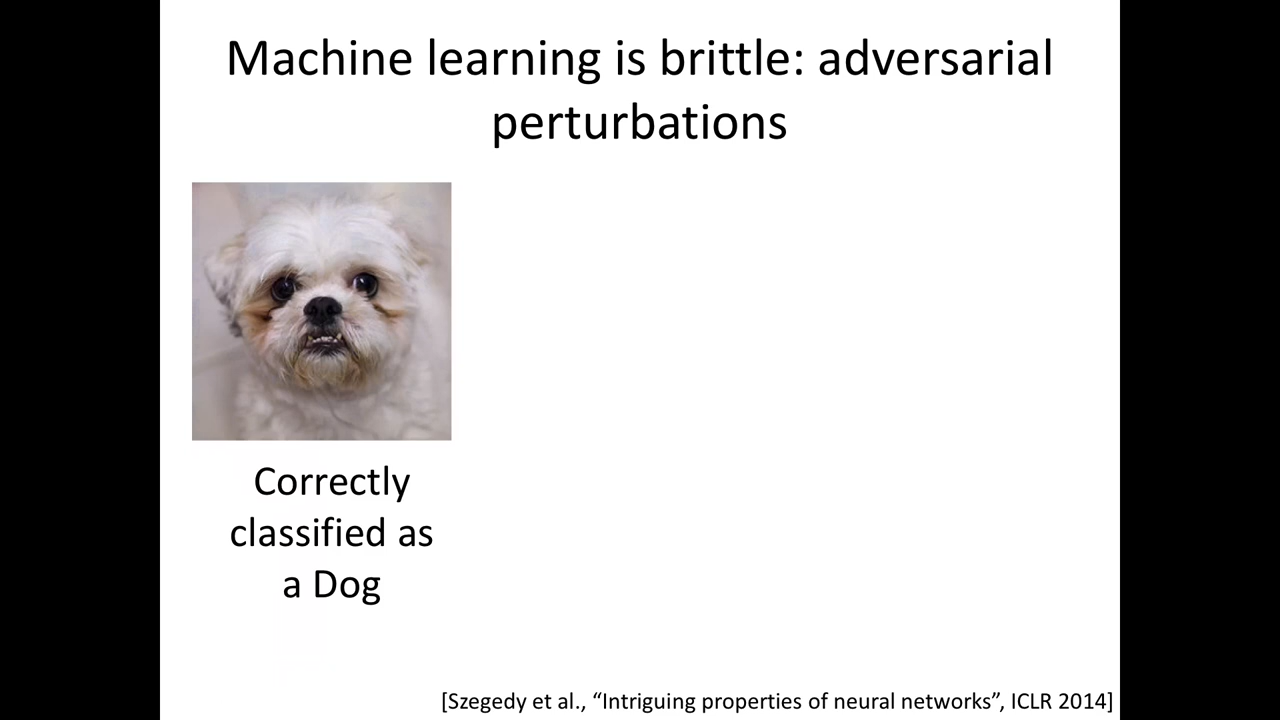 Machine learning is brittle: adversarial
perturbations
Correctly
classified as
a Dog
[Szegedy et al., “Intriguing properties of neural networks”, ICLR 2014]